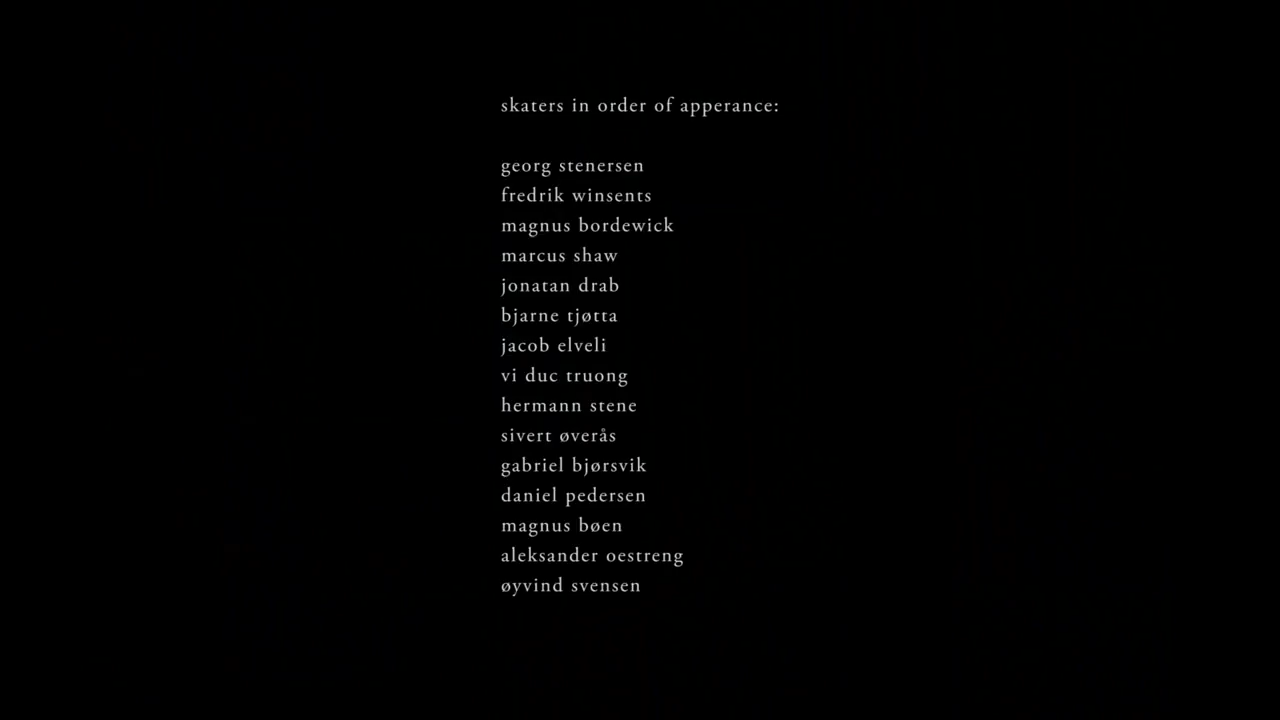 skaters in order of apperance:
georg stenersen
fredrik winsents
magnus bordewick
marcus shaw
jonatan drab
bjarne tjøtta
jacob elveli
vi duc truong
hermann stene
sivert øverås
gabriel bjørsvik
daniel pedersen
magnus bøen
aleksander oestreng
øyvind svensen